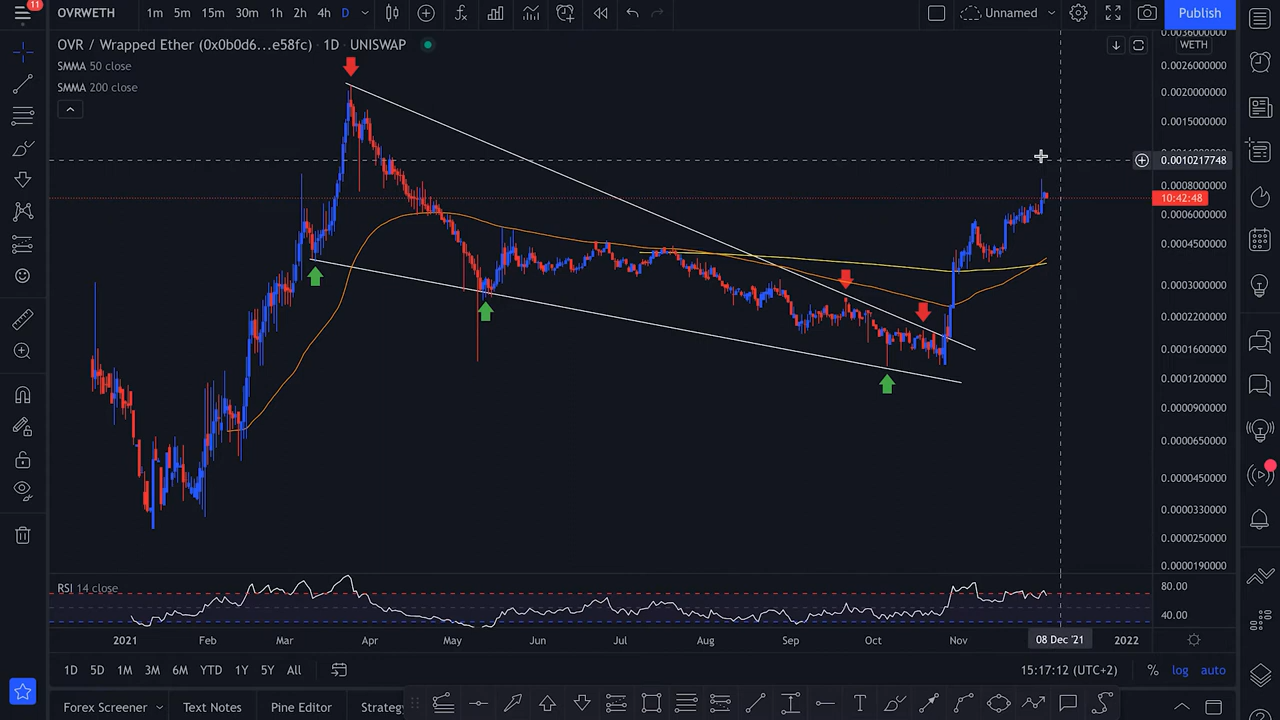 11
OVRWETH 1m 5m 15m 30m 1h 2h 4h D Unnamed Publish
OVR / Wrapped Ether (0x0b0d6...e58fc) · 1D · UNISWAP
SMMA 50 close
SMMA 200 close
WETH
0.0026000000
0.0020000000
0.0015000000
0.0010217748
0.0008000000
10:42:48
0.0006000000
0.0004500000
0.0003000000
0.0002200000
0.0001600000
0.0001200000
0.0000900000
0.0000650000
0.0000450000
0.0000330000
0.0000250000
0.0000190000
RSI 14 close
80.00
40.00
2021 Feb Mar Apr May Jun Jul Aug Sep Oct Nov 08 Dec '21 2022
1D 5D 1M 3M 6M YTD 1Y 5Y All 15:17:12 (UTC+2) % log auto
Forex Screener Text Notes Pine Editor Strateg